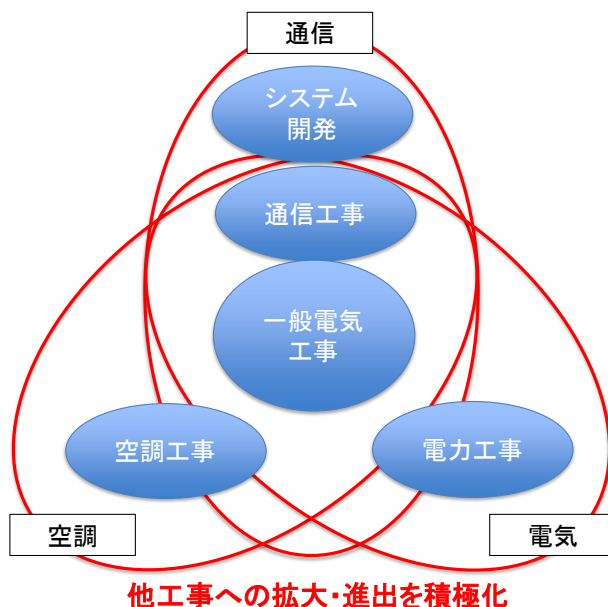 通信
システム
開発
通信工事
一般電気
工事
空調工事
電力工事
空調
電気
他工事への拡大・進出を積極化